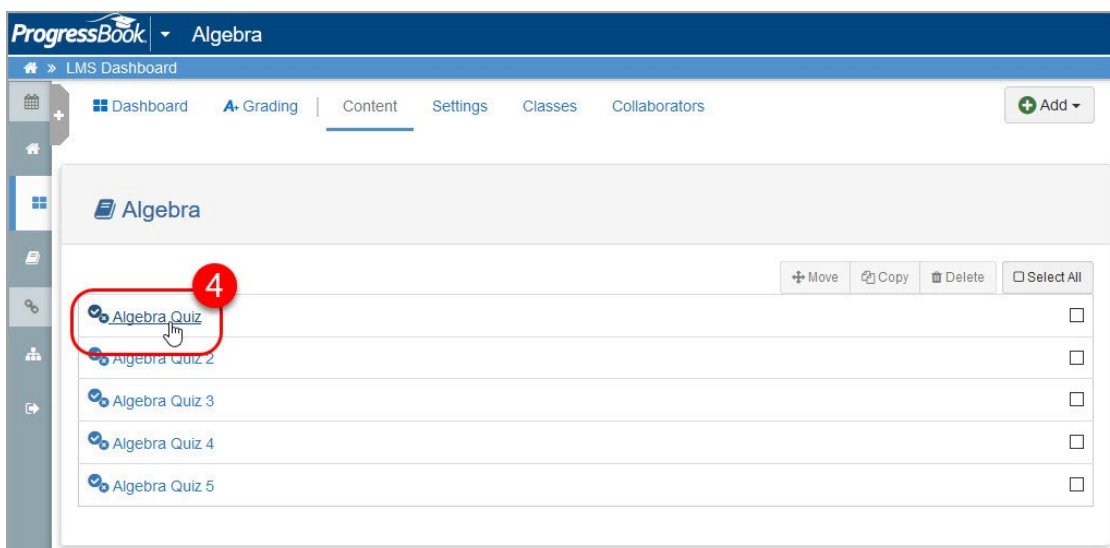 ProgressBook Algebra
LMS Dashboard
Dashboard A+ Grading Content Settings Classes Collaborators Add
Algebra
Move Copy Delete Select All
4
Algebra Quiz
Algebra Quiz 2
Algebra Quiz 3
Algebra Quiz 4
Algebra Quiz 5